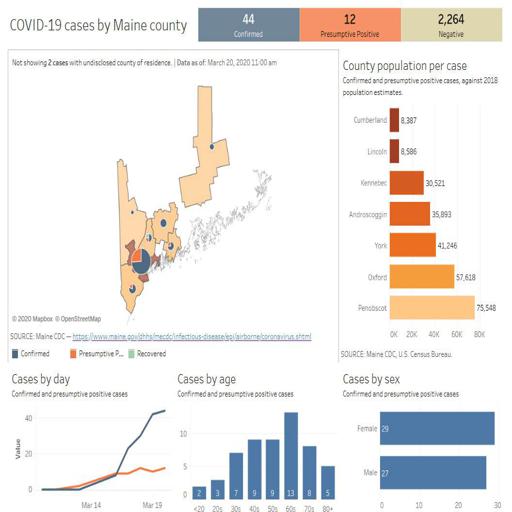 COVID-19 cases by Maine county
44
Confirmed
12
Presumptive Positive
2,264
Negative
Not showing 2 cases with undisclosed county of residence. | Data as of: March 20, 2020 11:00 am
© 2020 Mapbox © OpenStreetMap
SOURCE: Maine CDC — https://www.maine.gov/dhhs/mecdc/infectious-disease/epi/airborne/coronavirus.shtml
Confirmed
Presumptive P...
Recovered
County population per case
Confirmed and presumptive positive cases, against 2018
population estimates.
Cumberland 8,387
Lincoln 8,586
Kennebec 30,521
Androscoggin 35,893
York 41,246
Oxford 57,618
Penobscot 75,548
0K 20K 40K 60K 80K
SOURCE: Maine CDC, U.S. Census Bureau.
Cases by day
Confirmed and presumptive positive cases
Value
40
20
0
Mar 14 Mar 19
Cases by age
Confirmed and presumptive positive cases
10
5
0
2 3 7 9 9 13 8 5
<20 20s 30s 40s 50s 60s 70s 80+
Cases by sex
Confirmed and presumptive positive cases
Female 29
Male 27
0 10 20 30